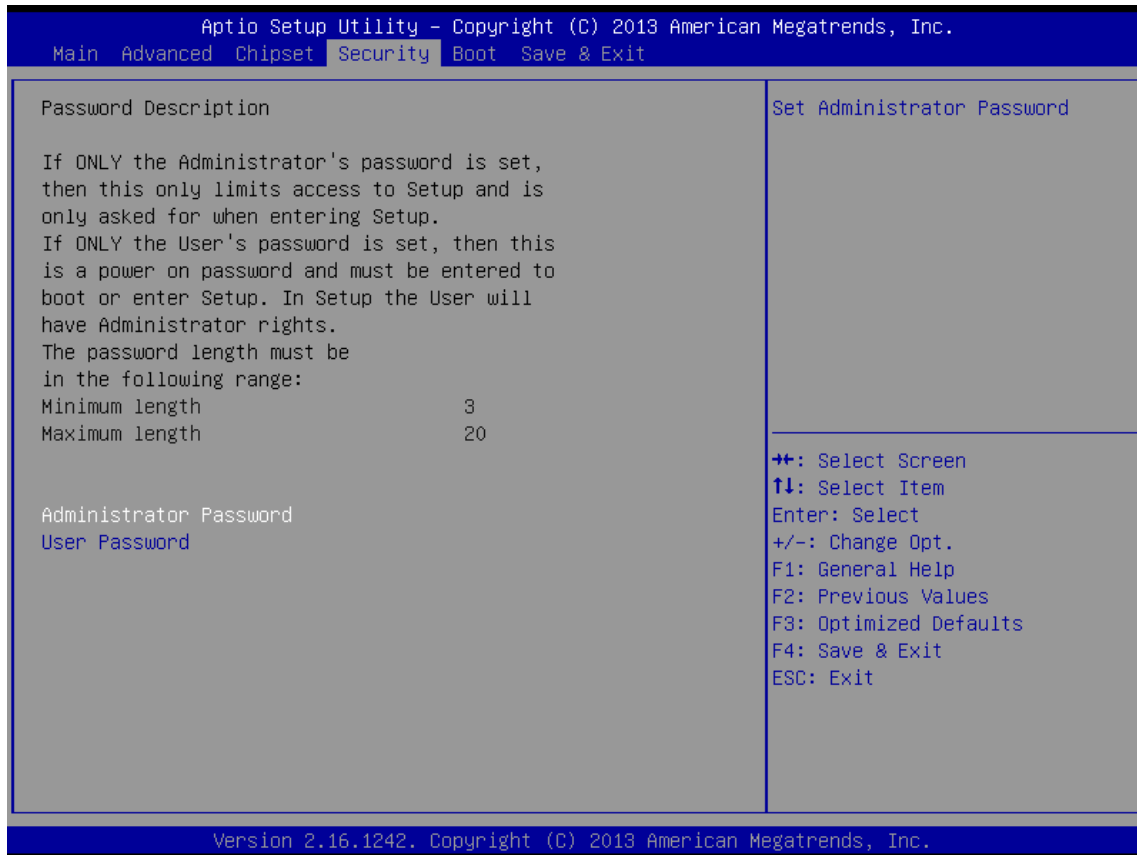 Aptio Setup Utility – Copyright (C) 2013 American Megatrends, Inc.
Main Advanced Chipset Security Boot Save & Exit
Password Description
If ONLY the Administrator's password is set,
then this only limits access to Setup and is
only asked for when entering Setup.
If ONLY the User's password is set, then this
is a power on password and must be entered to
boot or enter Setup. In Setup the User will
have Administrator rights.
The password length must be
in the following range:
Minimum length 3
Maximum length 20
Administrator Password
User Password
Set Administrator Password
→←: Select Screen
↑↓: Select Item
Enter: Select
+/-: Change Opt.
F1: General Help
F2: Previous Values
F3: Optimized Defaults
F4: Save & Exit
ESC: Exit
Version 2.16.1242. Copyright (C) 2013 American Megatrends, Inc.